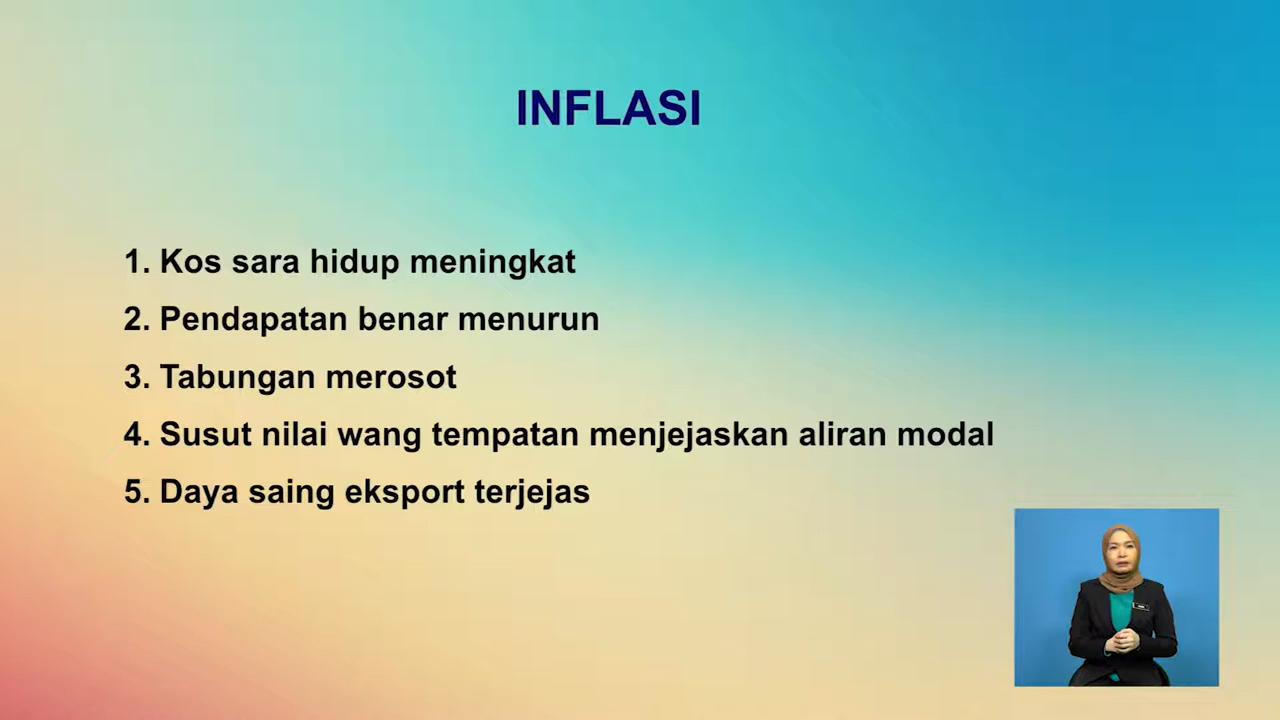 INFLASI
1. Kos sara hidup meningkat
2. Pendapatan benar menurun
3. Tabungan merosot
4. Susut nilai wang tempatan menjejaskan aliran modal
5. Daya saing eksport terjejas